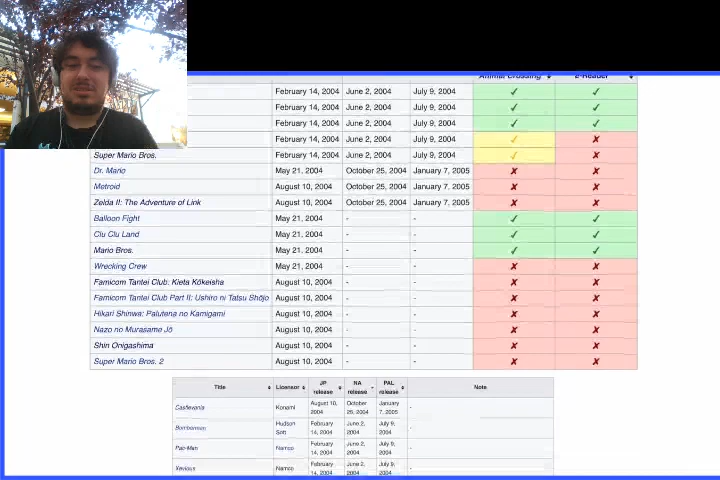 Animal Crossing e-Reader
February 14, 2004 June 2, 2004 July 9, 2004 ✓ ✓
February 14, 2004 June 2, 2004 July 9, 2004 ✓ ✓
February 14, 2004 June 2, 2004 July 9, 2004 ✓ ✓
February 14, 2004 June 2, 2004 July 9, 2004 ✓ ✗
Super Mario Bros. February 14, 2004 June 2, 2004 July 9, 2004 ✓ ✗
Dr. Mario May 21, 2004 October 25, 2004 January 7, 2005 ✗ ✗
Metroid August 10, 2004 October 25, 2004 January 7, 2005 ✗ ✗
Zelda II: The Adventure of Link August 10, 2004 October 25, 2004 January 7, 2005 ✗ ✗
Balloon Fight May 21, 2004 - - ✓ ✓
Clu Clu Land May 21, 2004 - - ✓ ✓
Mario Bros. May 21, 2004 - - ✓ ✓
Wrecking Crew May 21, 2004 - - ✗ ✗
Famicom Tantei Club: Kieta Kōkeisha August 10, 2004 - - ✗ ✗
Famicom Tantei Club Part II: Ushiro ni Tatsu Shōjo August 10, 2004 - - ✗ ✗
Hikari Shinwa: Palutena no Kamigami August 10, 2004 - - ✗ ✗
Nazo no Murasame Jō August 10, 2004 - - ✗ ✗
Shin Onigashima August 10, 2004 - - ✗ ✗
Super Mario Bros. 2 August 10, 2004 - - ✗ ✗
Title Licensor JP release NA release PAL release Note
Castlevania Konami August 10, 2004 October 25, 2004 January 7, 2005 -
Bomberman Hudson Soft February 14, 2004 June 2, 2004 July 9, 2004 -
Pac-Man Namco February 14, 2004 June 2, 2004 July 9, 2004 -
Xevious Namco February 14, 2004 June 2, 2004 July 9, 2004 -